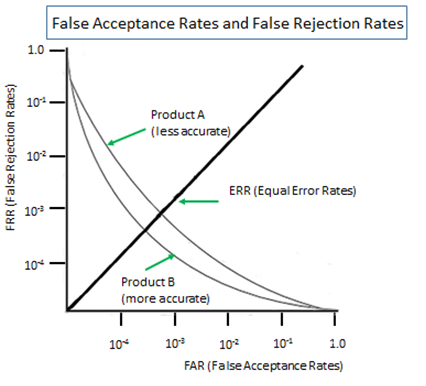 False Acceptance Rates and False Rejection Rates
1.0
10-¹
10-²
10-³
10-⁴
FRR (False Rejection Rates)
Product A
(less accurate)
ERR (Equal Error Rates)
Product B
(more accurate)
10-⁴
10-³
10-²
10-¹
1.0
FAR (False Acceptance Rates)